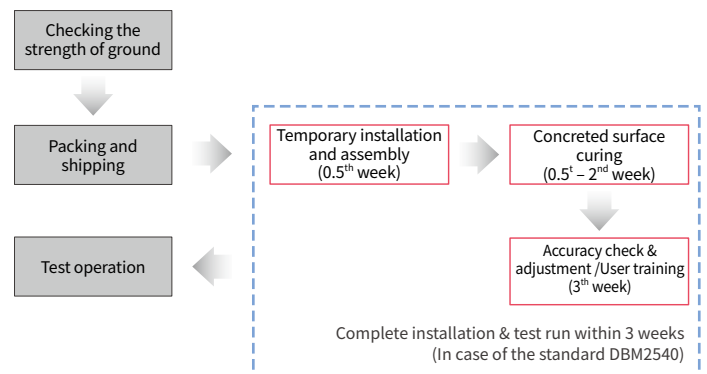 Checking the
strength of ground
Packing and
shipping
Temporary installation
and assembly
(0.5th week)
Concreted surface
curing
(0.5t – 2nd week)
Accuracy check &
adjustment /User training
(3th week)
Test operation
Complete installation & test run within 3 weeks
(In case of the standard DBM2540)